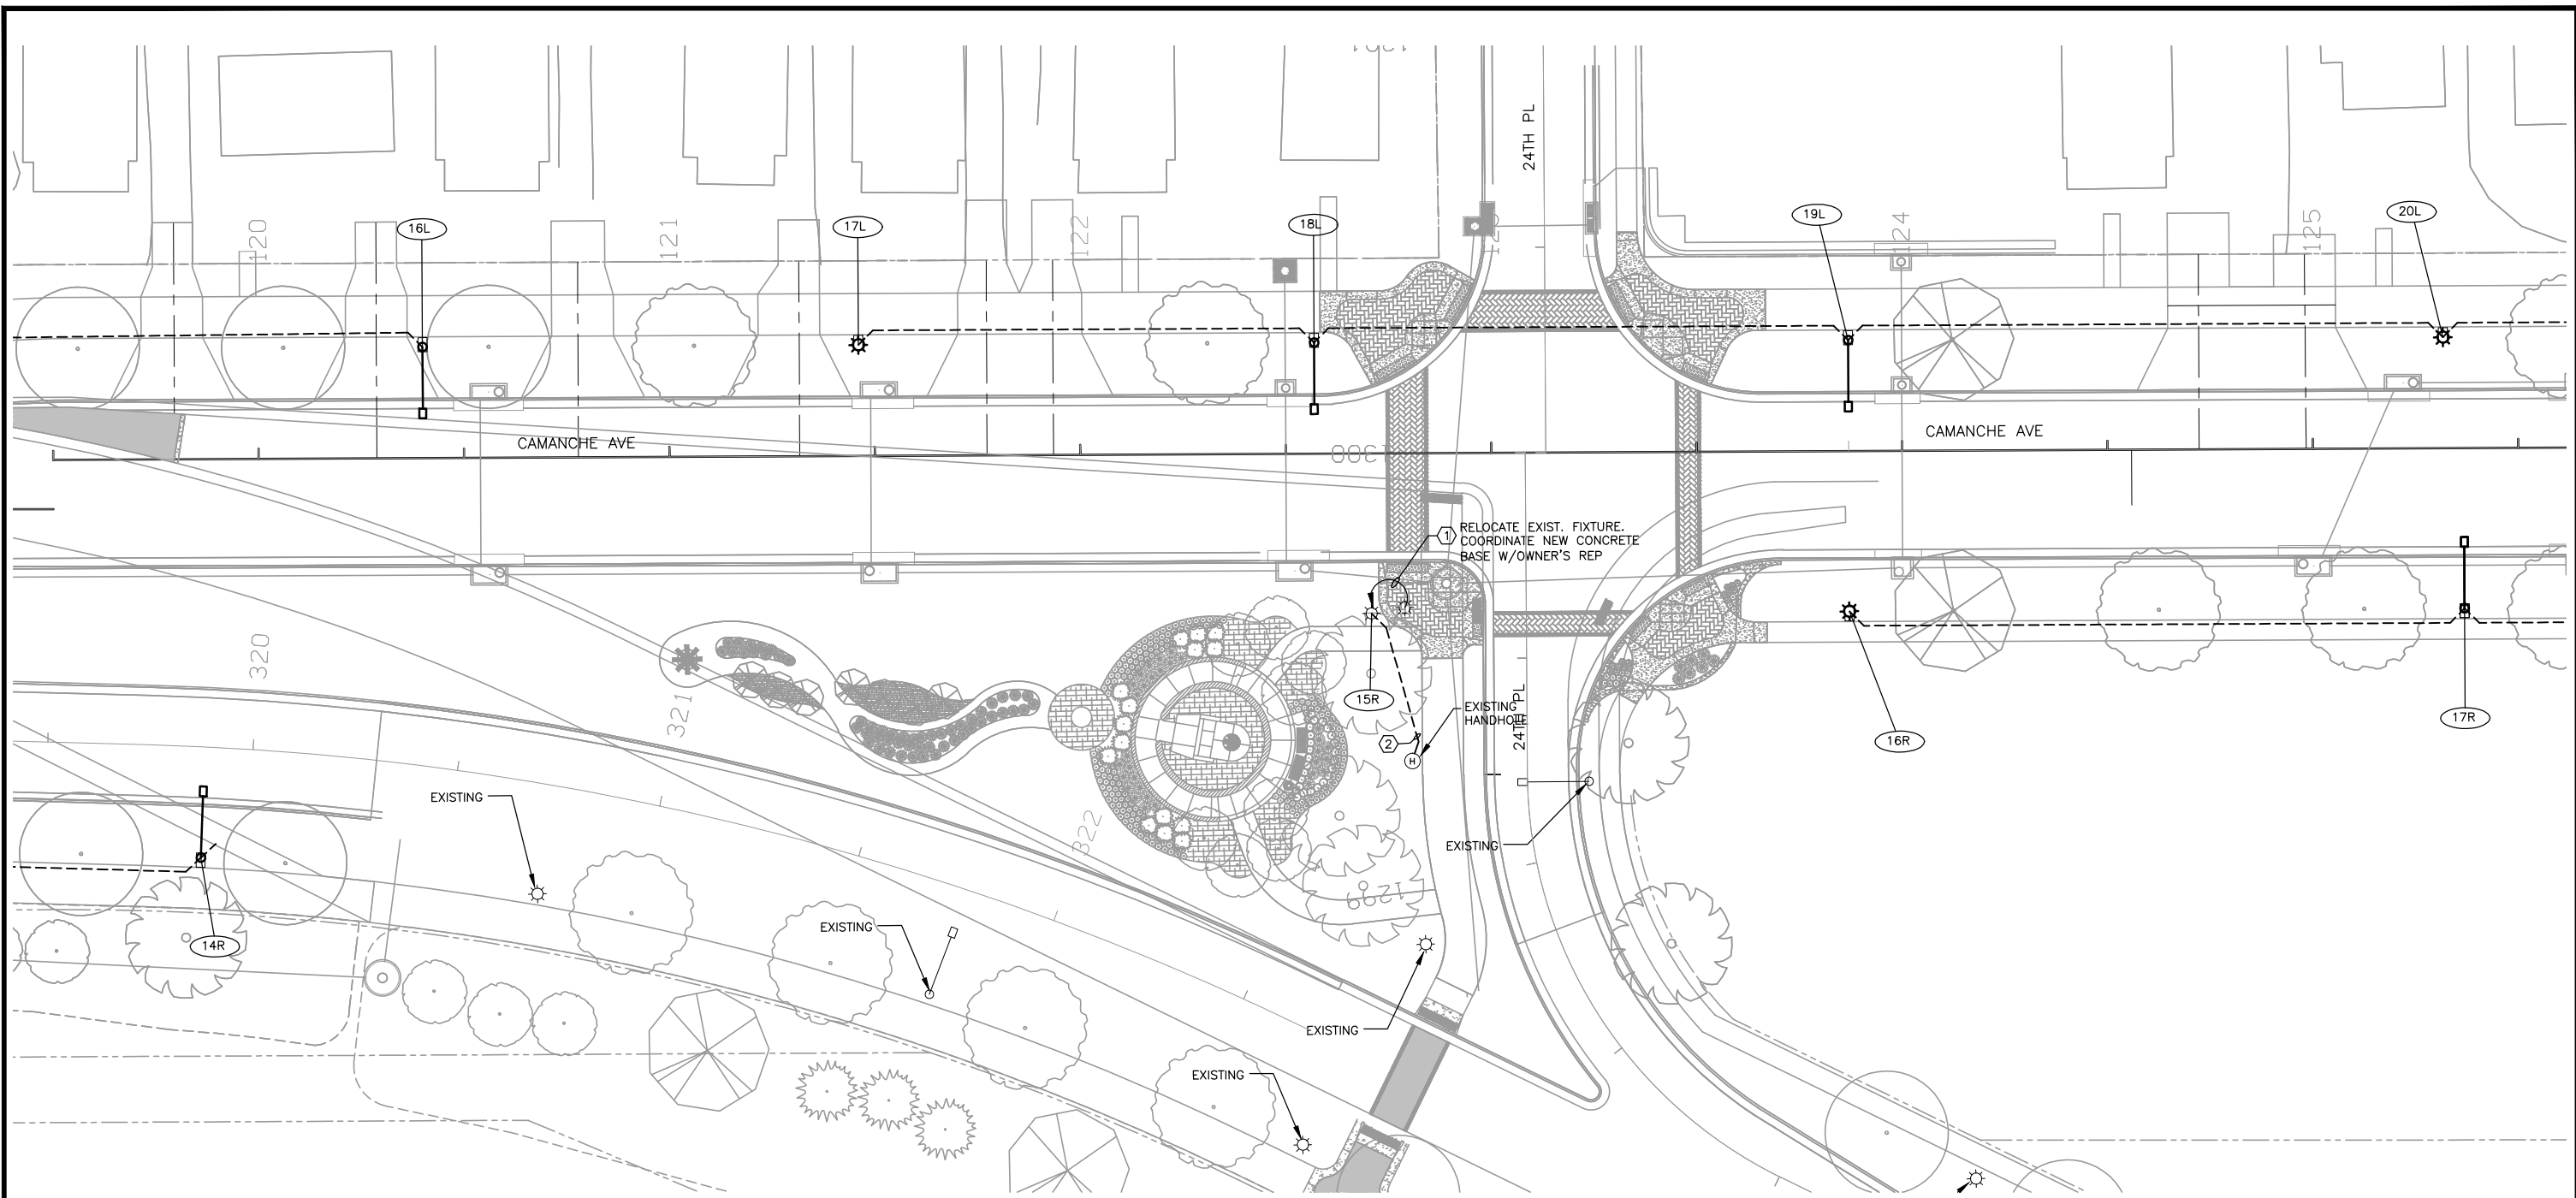 24TH PL
16L
17L
18L
19L
20L
120
121
122
124
125
CAMANCHE AVE
CAMANCHE AVE
1300
1 RELOCATE EXIST. FIXTURE.
COORDINATE NEW CONCRETE
BASE W/OWNER'S REP
320
321
322
15R
EXISTING
HANDHOLE
24TH PL
2
H
16R
17R
EXISTING
EXISTING
1299
14R
EXISTING
EXISTING
EXISTING